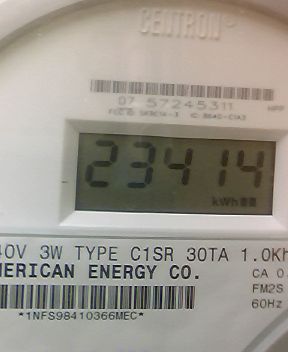 CENTRON
07 57245311
23414
kWh
40V 3W TYPE C1SR 30TA 1.0Kh
MERICAN ENERGY CO.
CA 0.
FM2S
60Hz
*1NFS98410366MEC*